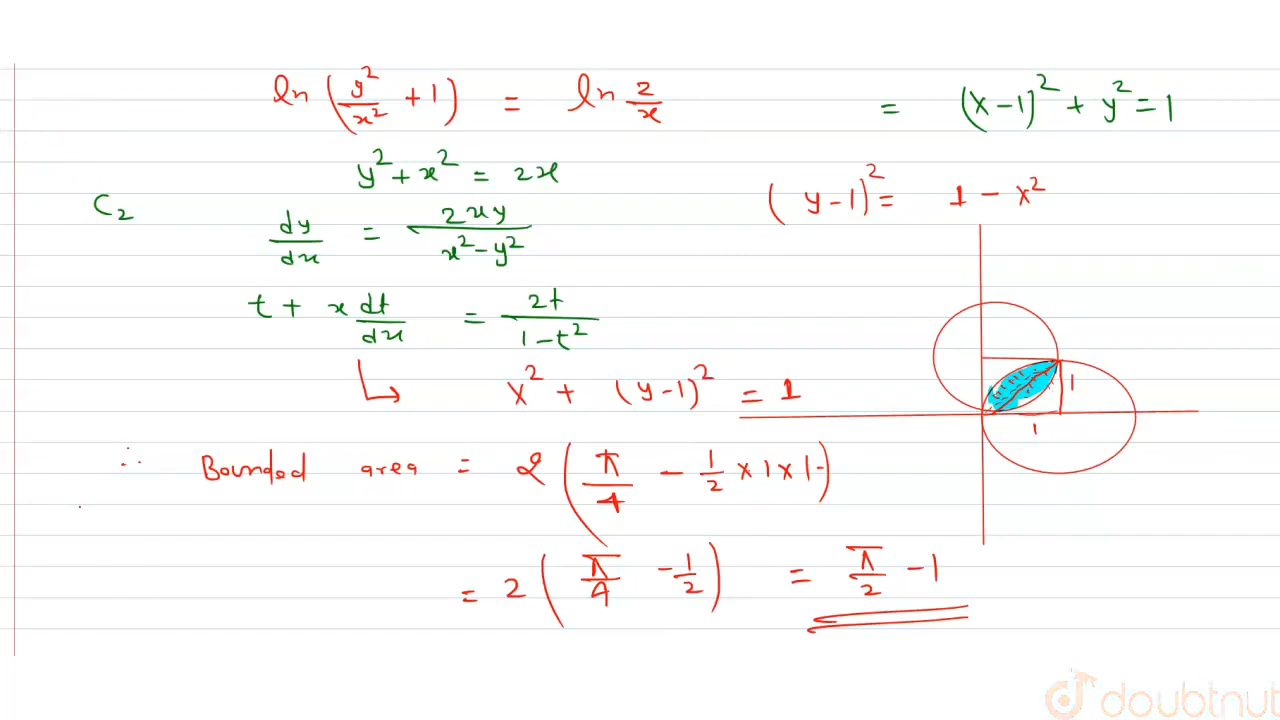 ln (y²/x² + 1) = ln 2/x
= (x-1)² + y² = 1
y² + x² = 2x
(y-1)² = 1 - x²
C₂
dy/dx = 2xy/x²-y²
t + x dt/dx = 2t/1-t²
↳ x² + (y-1)² = 1
1
1
∴ Bounded area = 2 (π/4 - 1/2 × 1 × 1)
= 2 (π/4 - 1/2) = π/2 - 1
doubtnut